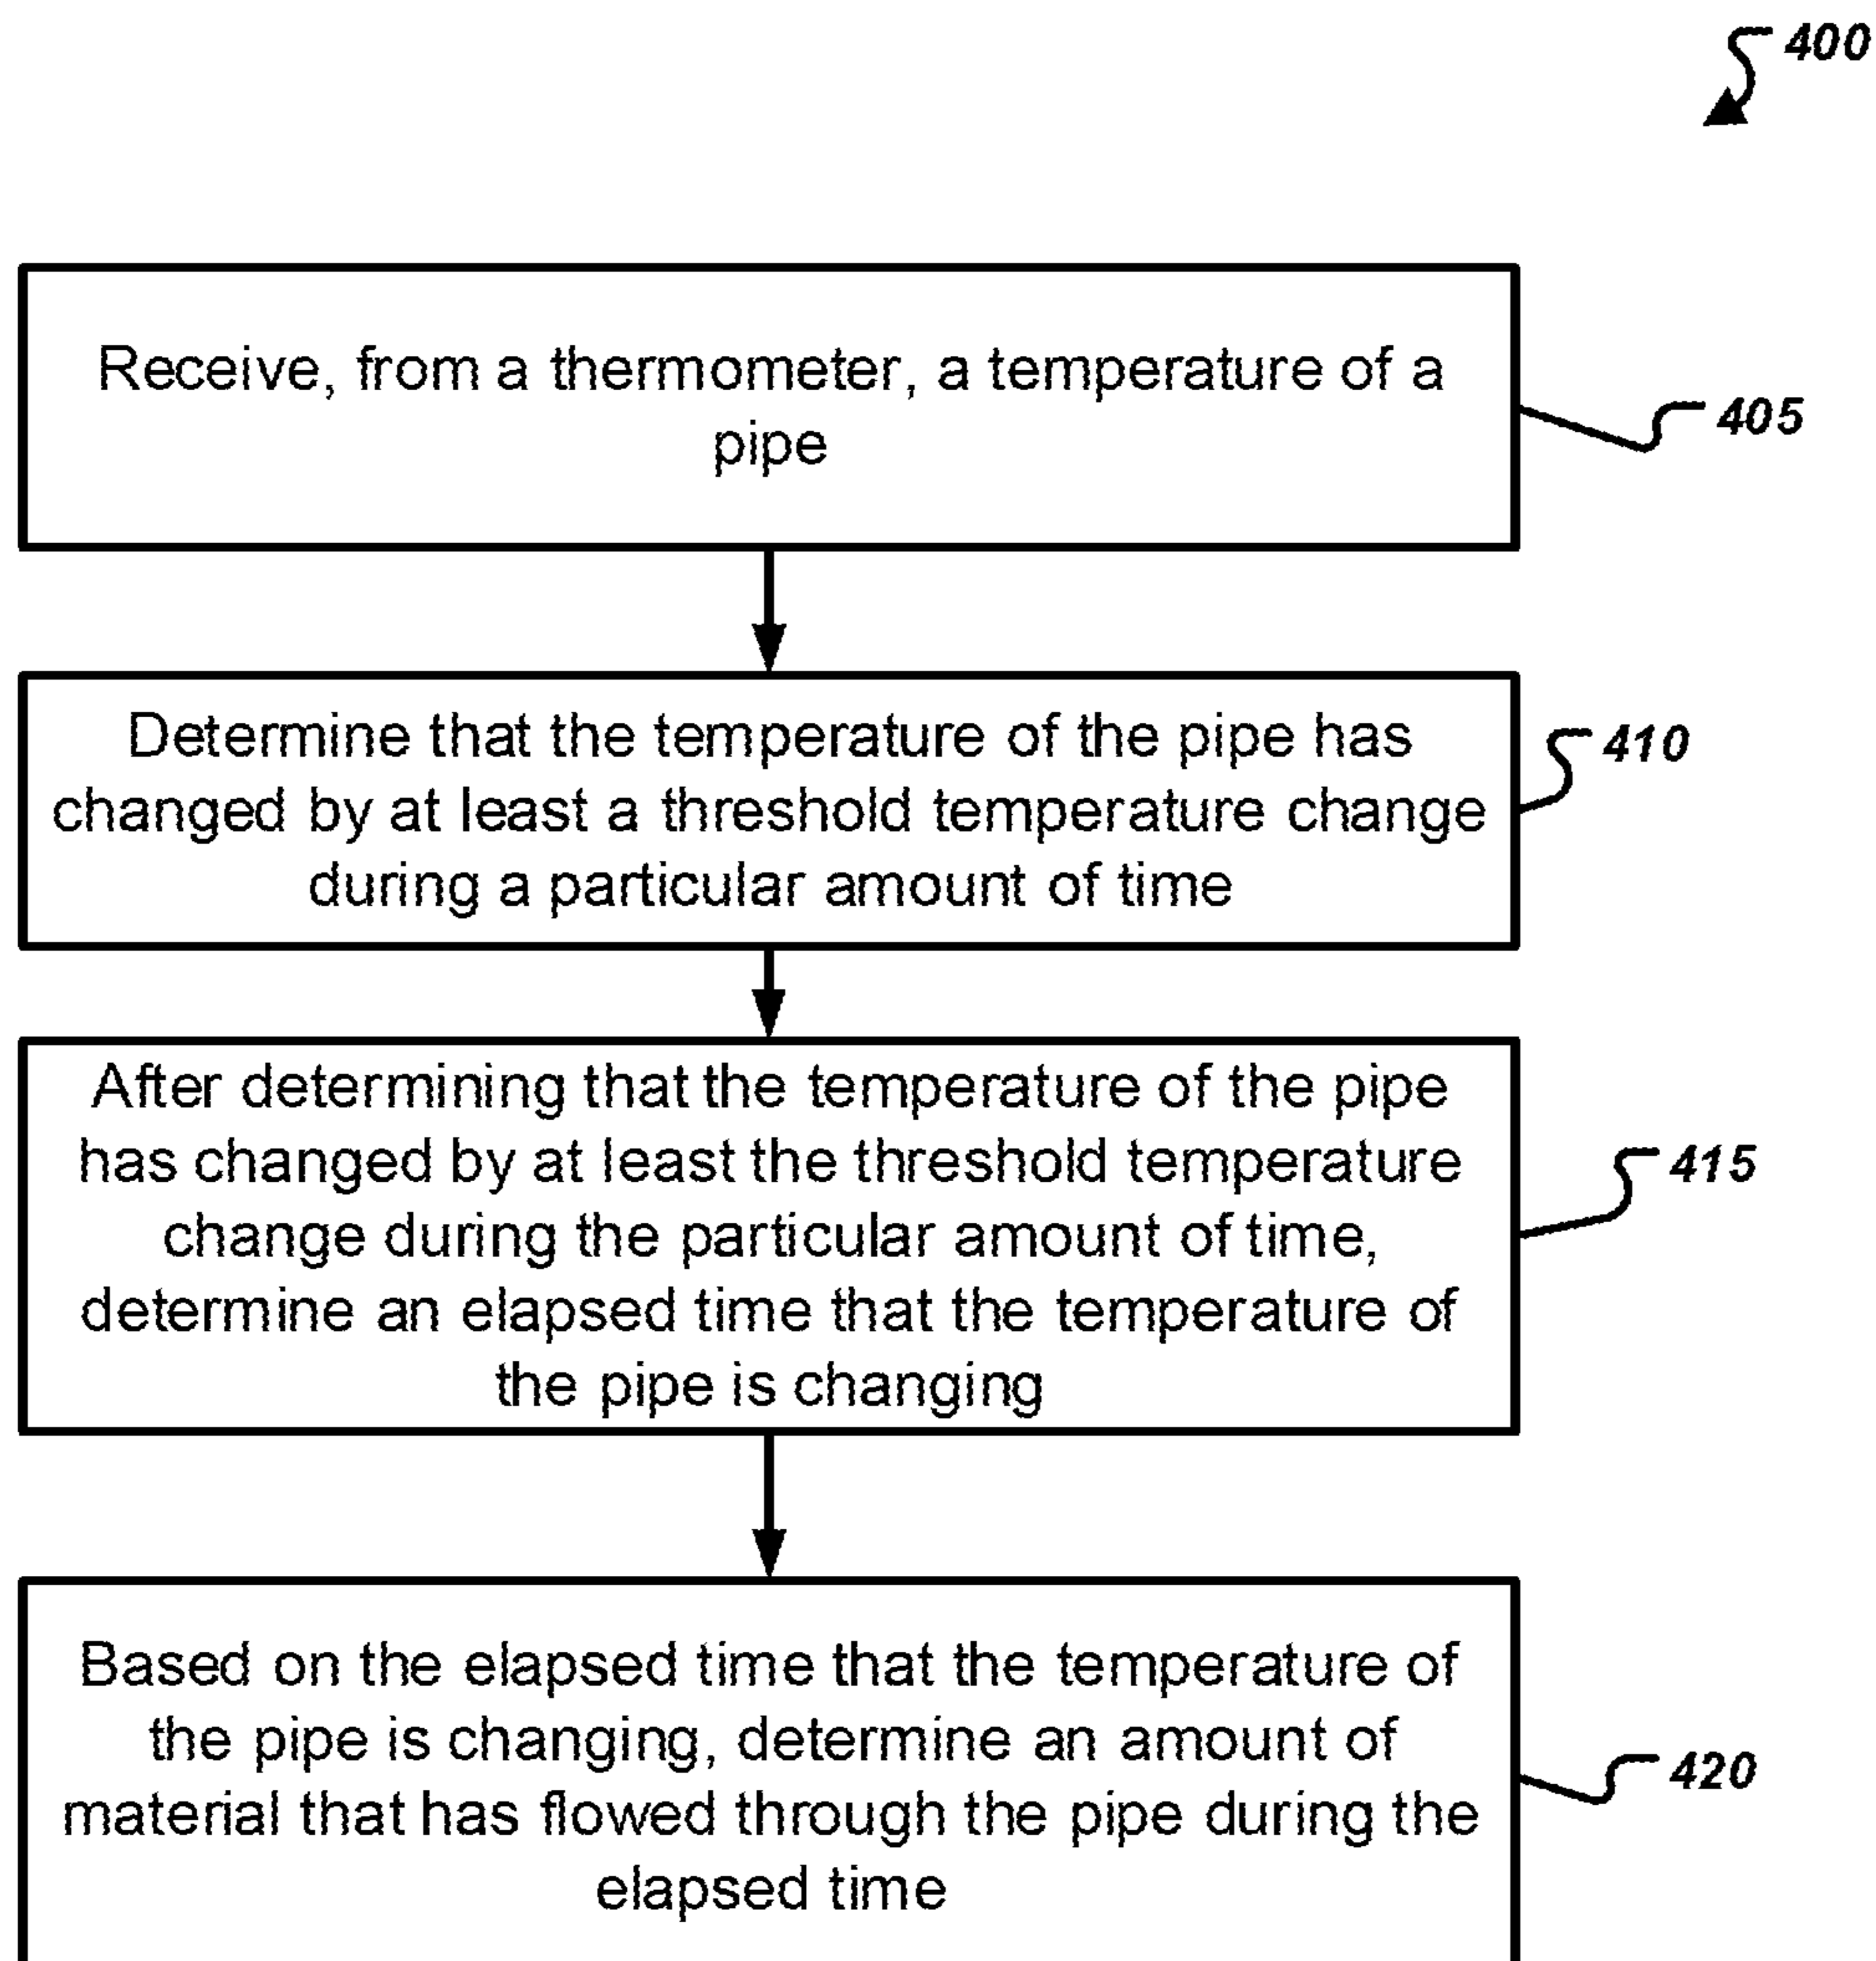 400
Receive, from a thermometer, a temperature of a
pipe
405
Determine that the temperature of the pipe has
changed by at least a threshold temperature change
during a particular amount of time
410
After determining that the temperature of the pipe
has changed by at least the threshold temperature
change during the particular amount of time,
determine an elapsed time that the temperature of
the pipe is changing
415
Based on the elapsed time that the temperature of
the pipe is changing, determine an amount of
material that has flowed through the pipe during the
elapsed time
420